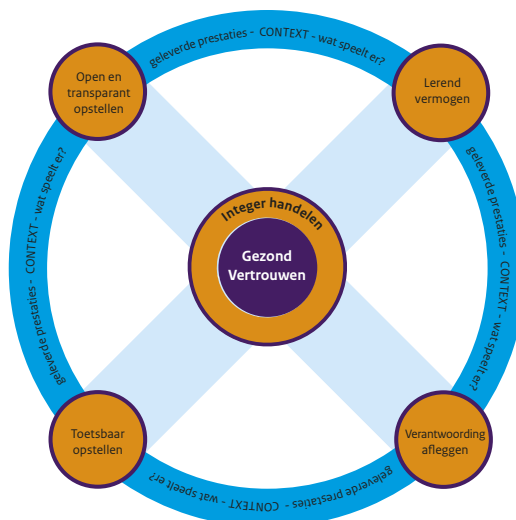 geleverde prestaties - CONTEXT - wat speelt er?
Open en
transparant
opstellen
Lerend
vermogen
geleverde prestaties - CONTEXT - wat speelt er?
geleverde prestaties - CONTEXT - wat speelt er?
Integer handelen
Gezond
Vertrouwen
Toetsbaar
opstellen
Verantwoording
afleggen
geleverde prestaties - CONTEXT - wat speelt er?